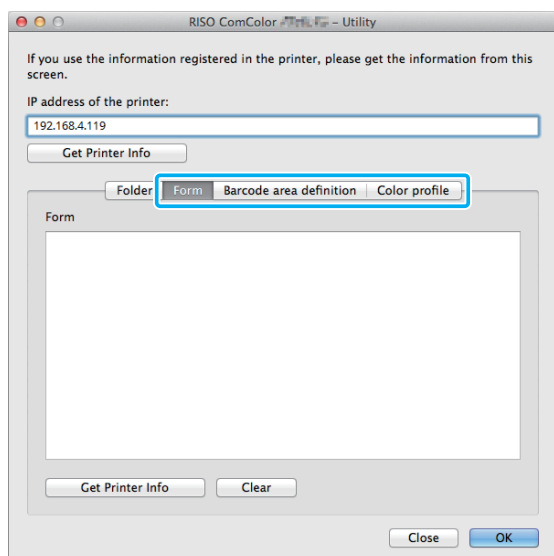 RISO ComColor – Utility
If you use the information registered in the printer, please get the information from this
screen.
IP address of the printer:
192.168.4.119
Get Printer Info
Folder Form Barcode area definition Color profile
Form
Get Printer Info Clear
Close OK